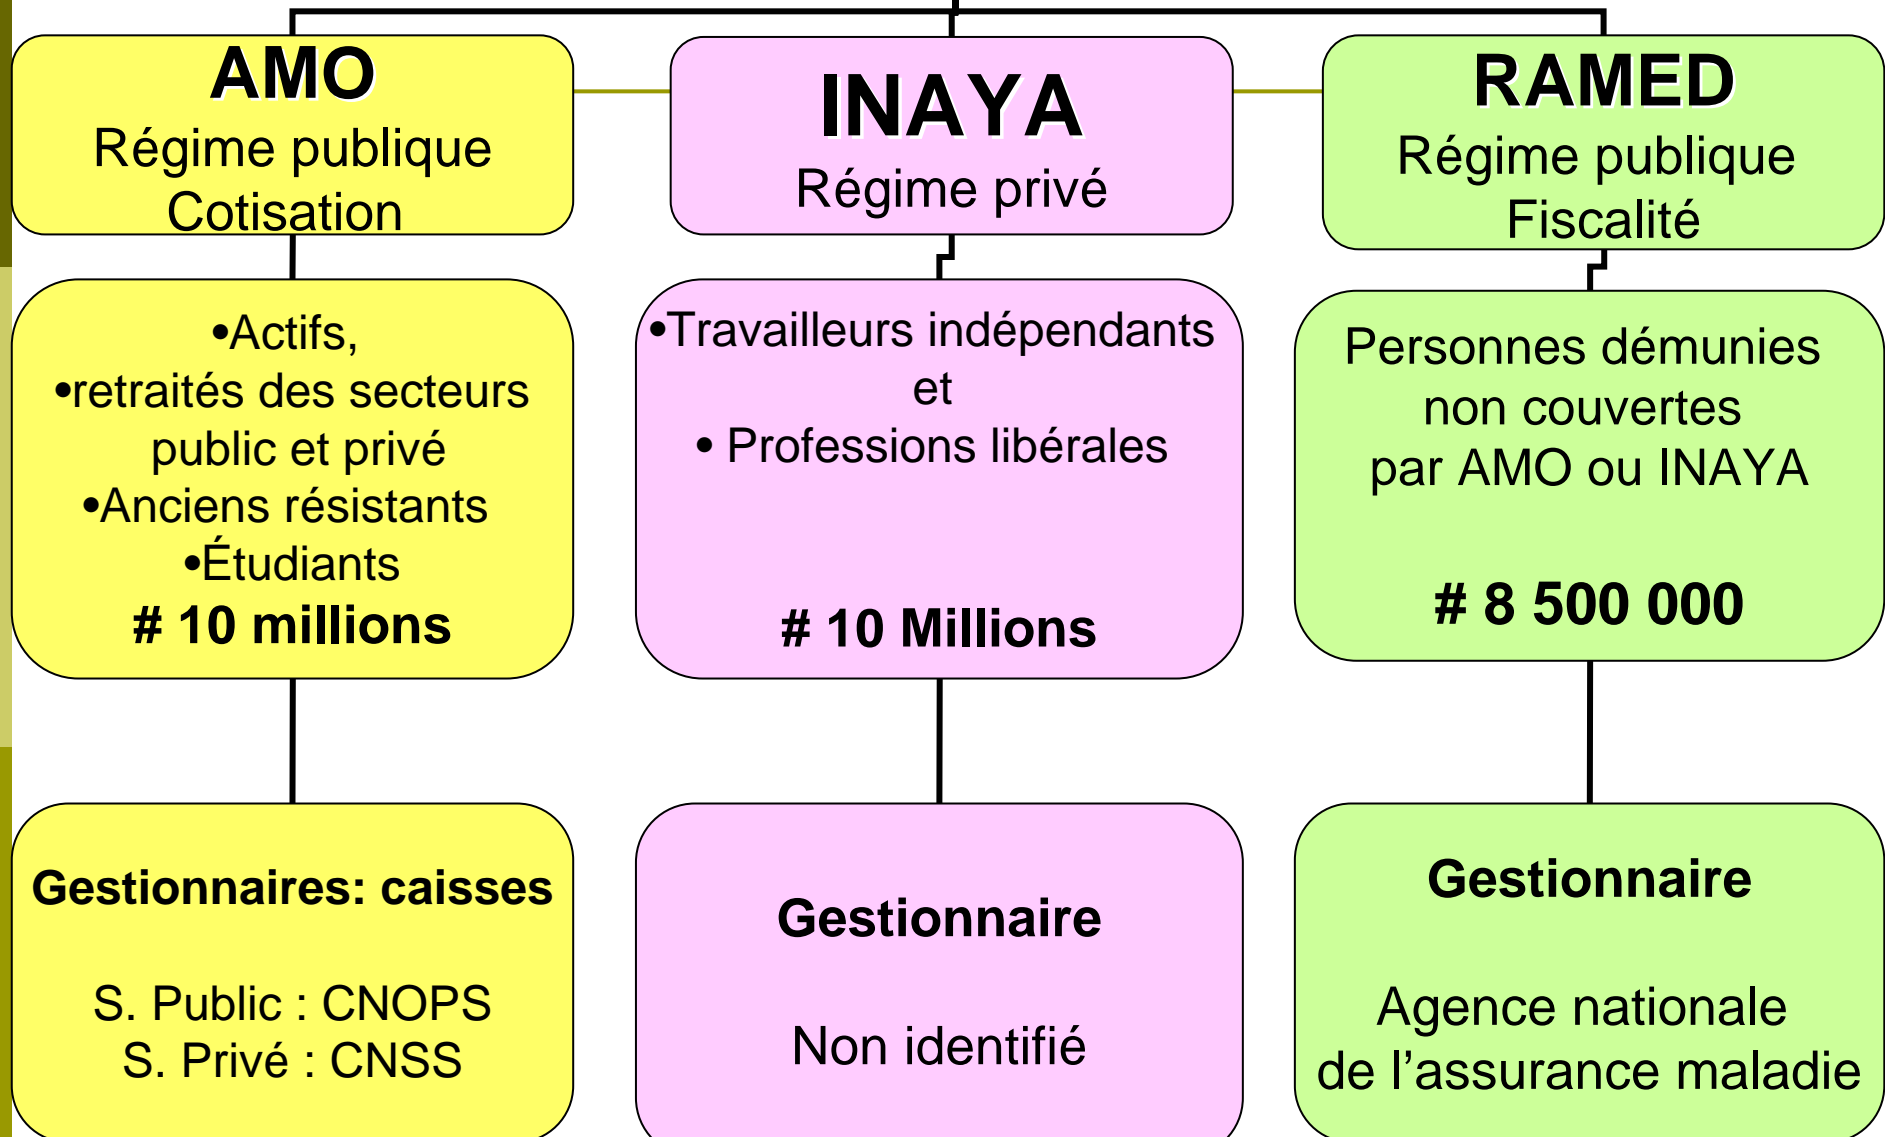 AMO
Régime publique
Cotisation
INAYA
Régime privé
RAMED
Régime publique
Fiscalité
•Actifs,
•retraités des secteurs
public et privé
•Anciens résistants
•Étudiants
# 10 millions
•Travailleurs indépendants
et
• Professions libérales
# 10 Millions
Personnes démunies
non couvertes
par AMO ou INAYA
# 8 500 000
Gestionnaires: caisses
S. Public : CNOPS
S. Privé : CNSS
Gestionnaire
Non identifié
Gestionnaire
Agence nationale
de l’assurance maladie